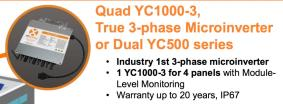 Quad YC1000-3,
True 3-phase Microinverter
or Dual YC500 series
• Industry 1st 3-phase microinverter
• 1 YC1000-3 for 4 panels with Module-
Level Monitoring
• Warranty up to 20 years, IP67